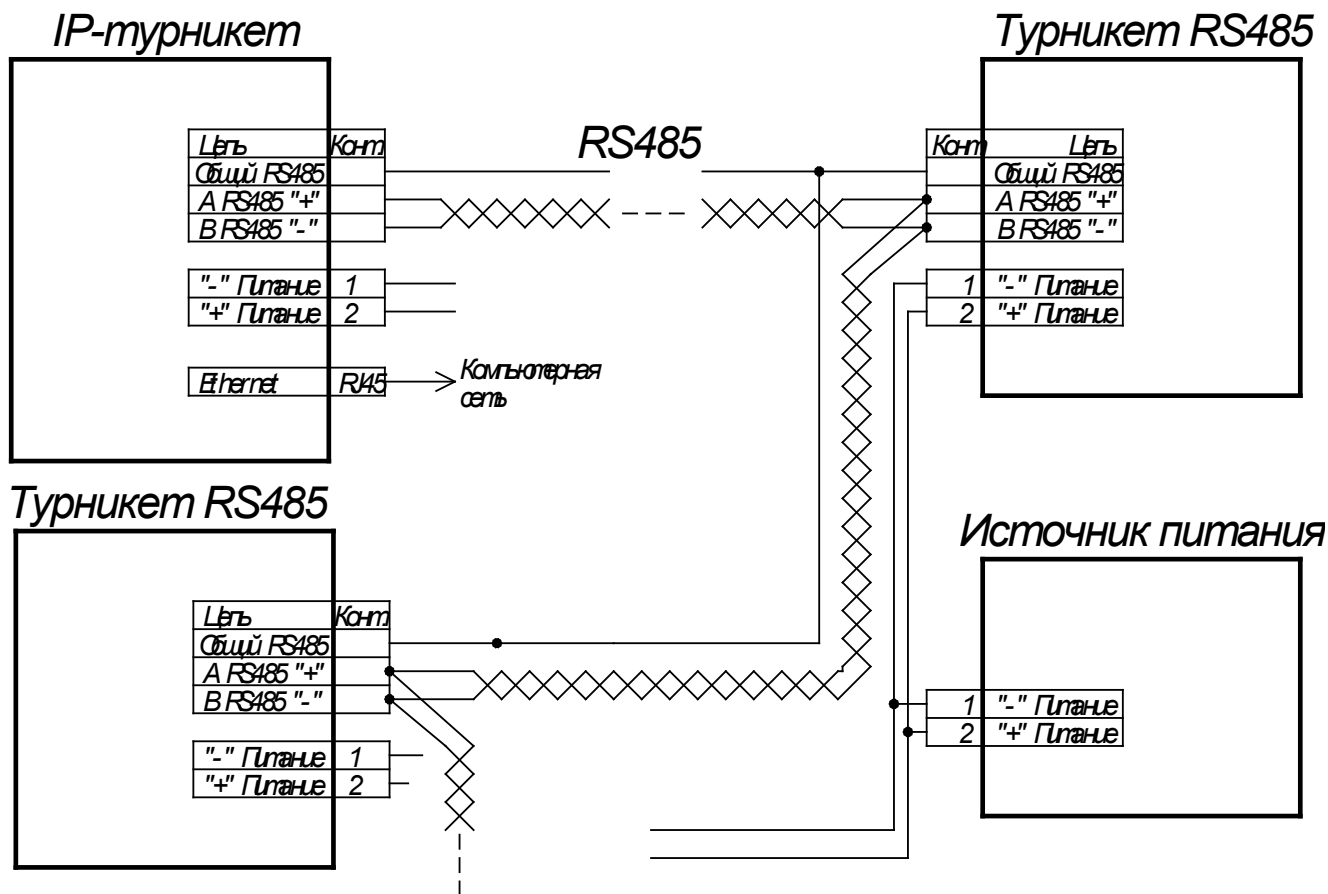 IP-турникет
Турникет RS485
RS485
Цепь Конт.
Общий RS485
A RS485 "+"
B RS485 "-"
"-" Питание 1
"+" Питание 2
Ethernet RJ45
Компьютерная
сеть
Конт. Цепь
Общий RS485
A RS485 "+"
B RS485 "-"
1 "-" Питание
2 "+" Питание
Турникет RS485
Цепь Конт.
Общий RS485
A RS485 "+"
B RS485 "-"
"-" Питание 1
"+" Питание 2
Источник питания
1 "-" Питание
2 "+" Питание